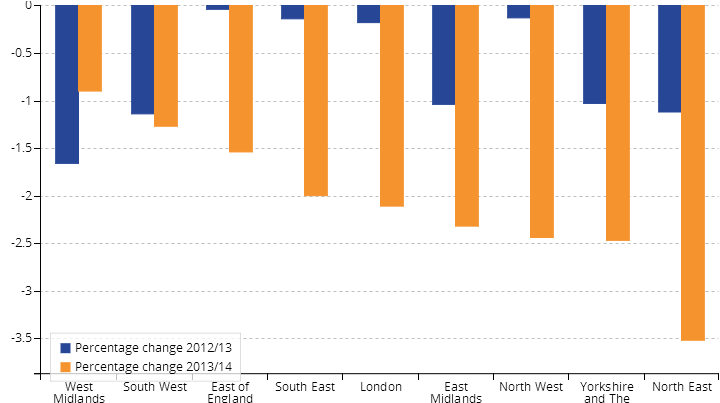 0
-0.5
-1
-1.5
-2
-2.5
-3
-3.5
Percentage change 2012/13
Percentage change 2013/14
West
Midlands
South West
East of
England
South East
London
East
Midlands
North West
Yorkshire
and The
North East